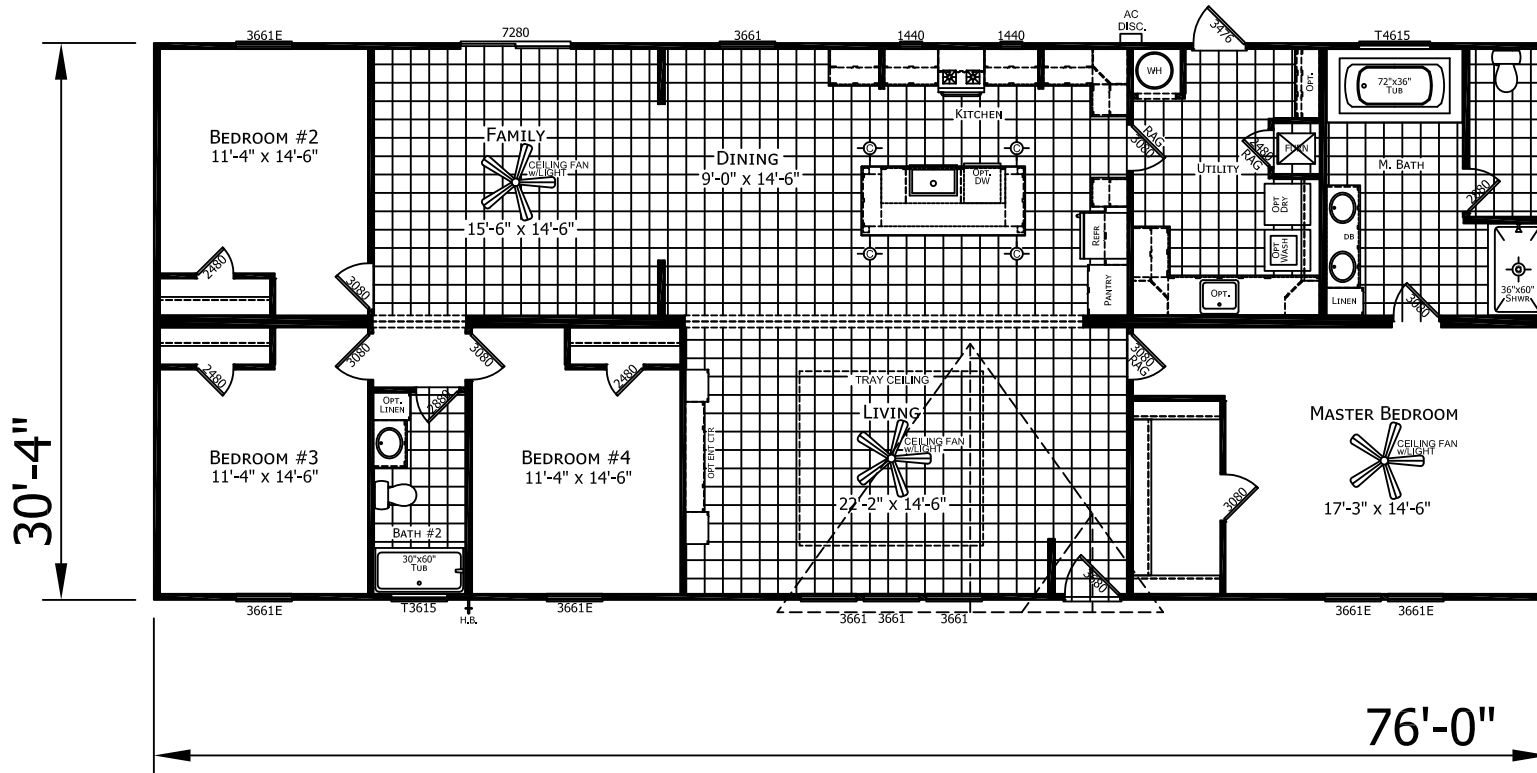 3661E
7280
3661
1440
1440
AC
DISC.
3476
T4615
BEDROOM #2
11'-4" x 14'-6"
FAMILY
CEILING FAN
w/LIGHT
15'-6" x 14'-6"
DINING
9'-0" x 14'-6"
KITCHEN
OPT.
DW
REFR
PANTRY
WH
OPT.
RAG
3080
UTILITY
2480
RAG
FURN
OPT
DRY
OPT
WASH
OPT.
72"x36"
TUB
M. BATH
2880
DB
LINEN
36"x60"
SHWR
3080
2480
3080
2480
3080
3080
2480
BEDROOM #3
11'-4" x 14'-6"
OPT.
LINEN
2880
BATH #2
30"x60"
TUB
BEDROOM #4
11'-4" x 14'-6"
OPT ENT CTR
TRAY CEILING
LIVING
CEILING FAN
w/LIGHT
22'-2" x 14'-6"
3080
RAG
3080
MASTER BEDROOM
CEILING FAN
w/LIGHT
17'-3" x 14'-6"
3661E
T3615
H.B.
3661E
3661
3661
3661
3661E
3661E
30'-4"
76'-0"